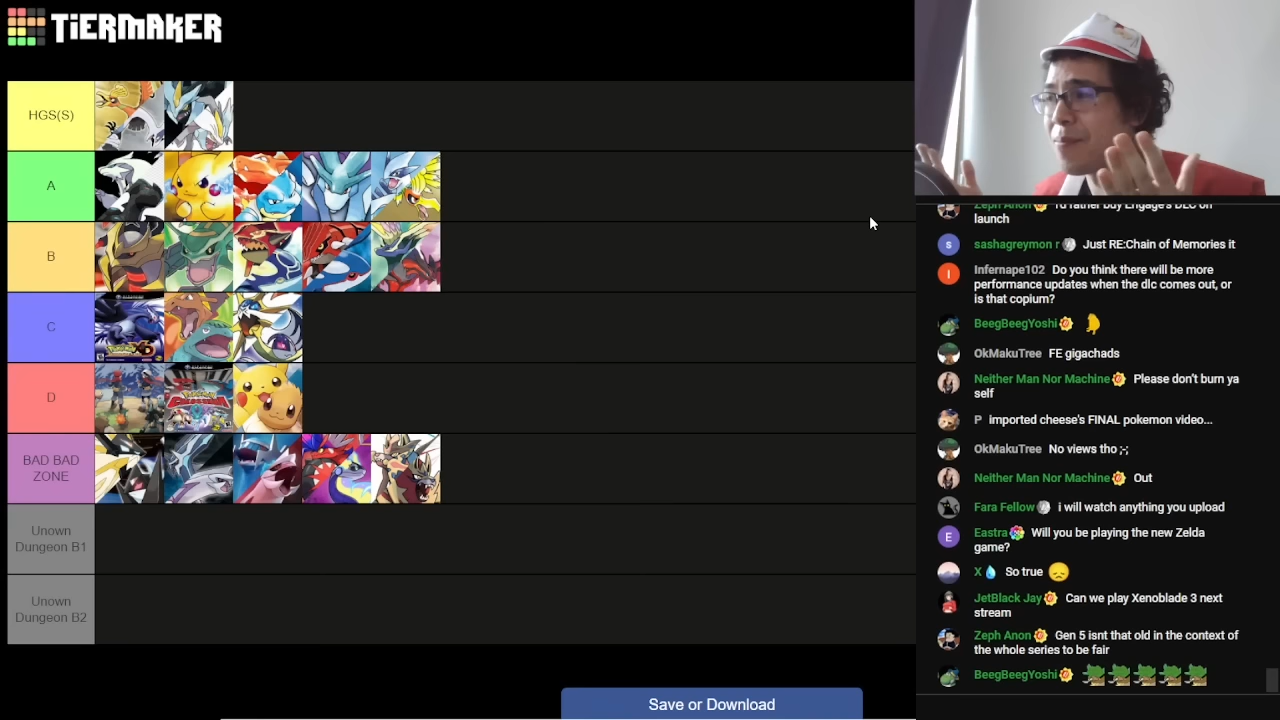 TiERMAKER
HGS(S)
A
B
C
D
BAD BAD
ZONE
Unown
Dungeon B1
Unown
Dungeon B2
Save or Download
Zeph Anon I'd rather buy Engage's DLC on
launch
S
sashagreymon r Just RE:Chain of Memories it
I
Infernape102 Do you think there will be more
performance updates when the dlc comes out, or
is that copium?
BeegBeegYoshi
OkMakuTree FE gigachads
Neither Man Nor Machine Please don't burn ya
self
P imported cheese's FINAL pokemon video...
OkMakuTree No views tho ;-;
Neither Man Nor Machine Out
Fara Fellow i will watch anything you upload
E
Eastra Will you be playing the new Zelda
game?
X So true
JetBlack Jay Can we play Xenoblade 3 next
stream
Zeph Anon Gen 5 isnt that old in the context of
the whole series to be fair
BeegBeegYoshi